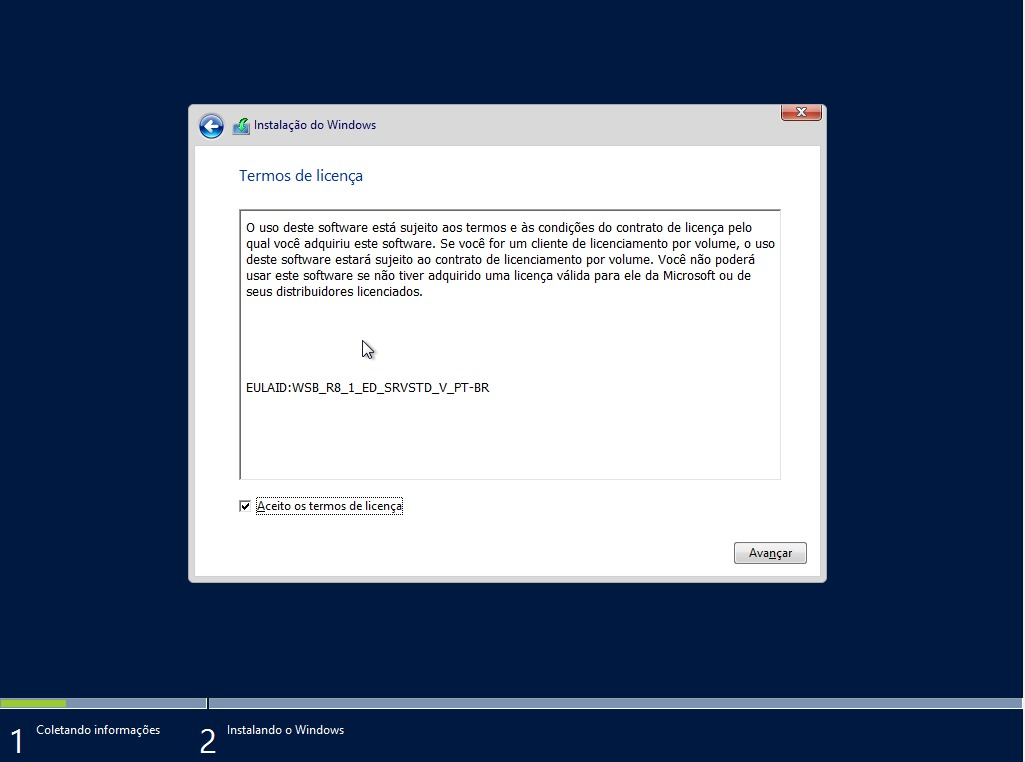 Instalação do Windows
Termos de licença
O uso deste software está sujeito aos termos e às condições do contrato de licença pelo
qual você adquiriu este software. Se você for um cliente de licenciamento por volume, o uso
deste software estará sujeito ao contrato de licenciamento por volume. Você não poderá
usar este software se não tiver adquirido uma licença válida para ele da Microsoft ou de
seus distribuidores licenciados.
EULAID:WSB_R8_1_ED_SRVSTD_V_PT-BR
Aceito os termos de licença
Avançar
1 Coletando informações 2 Instalando o Windows